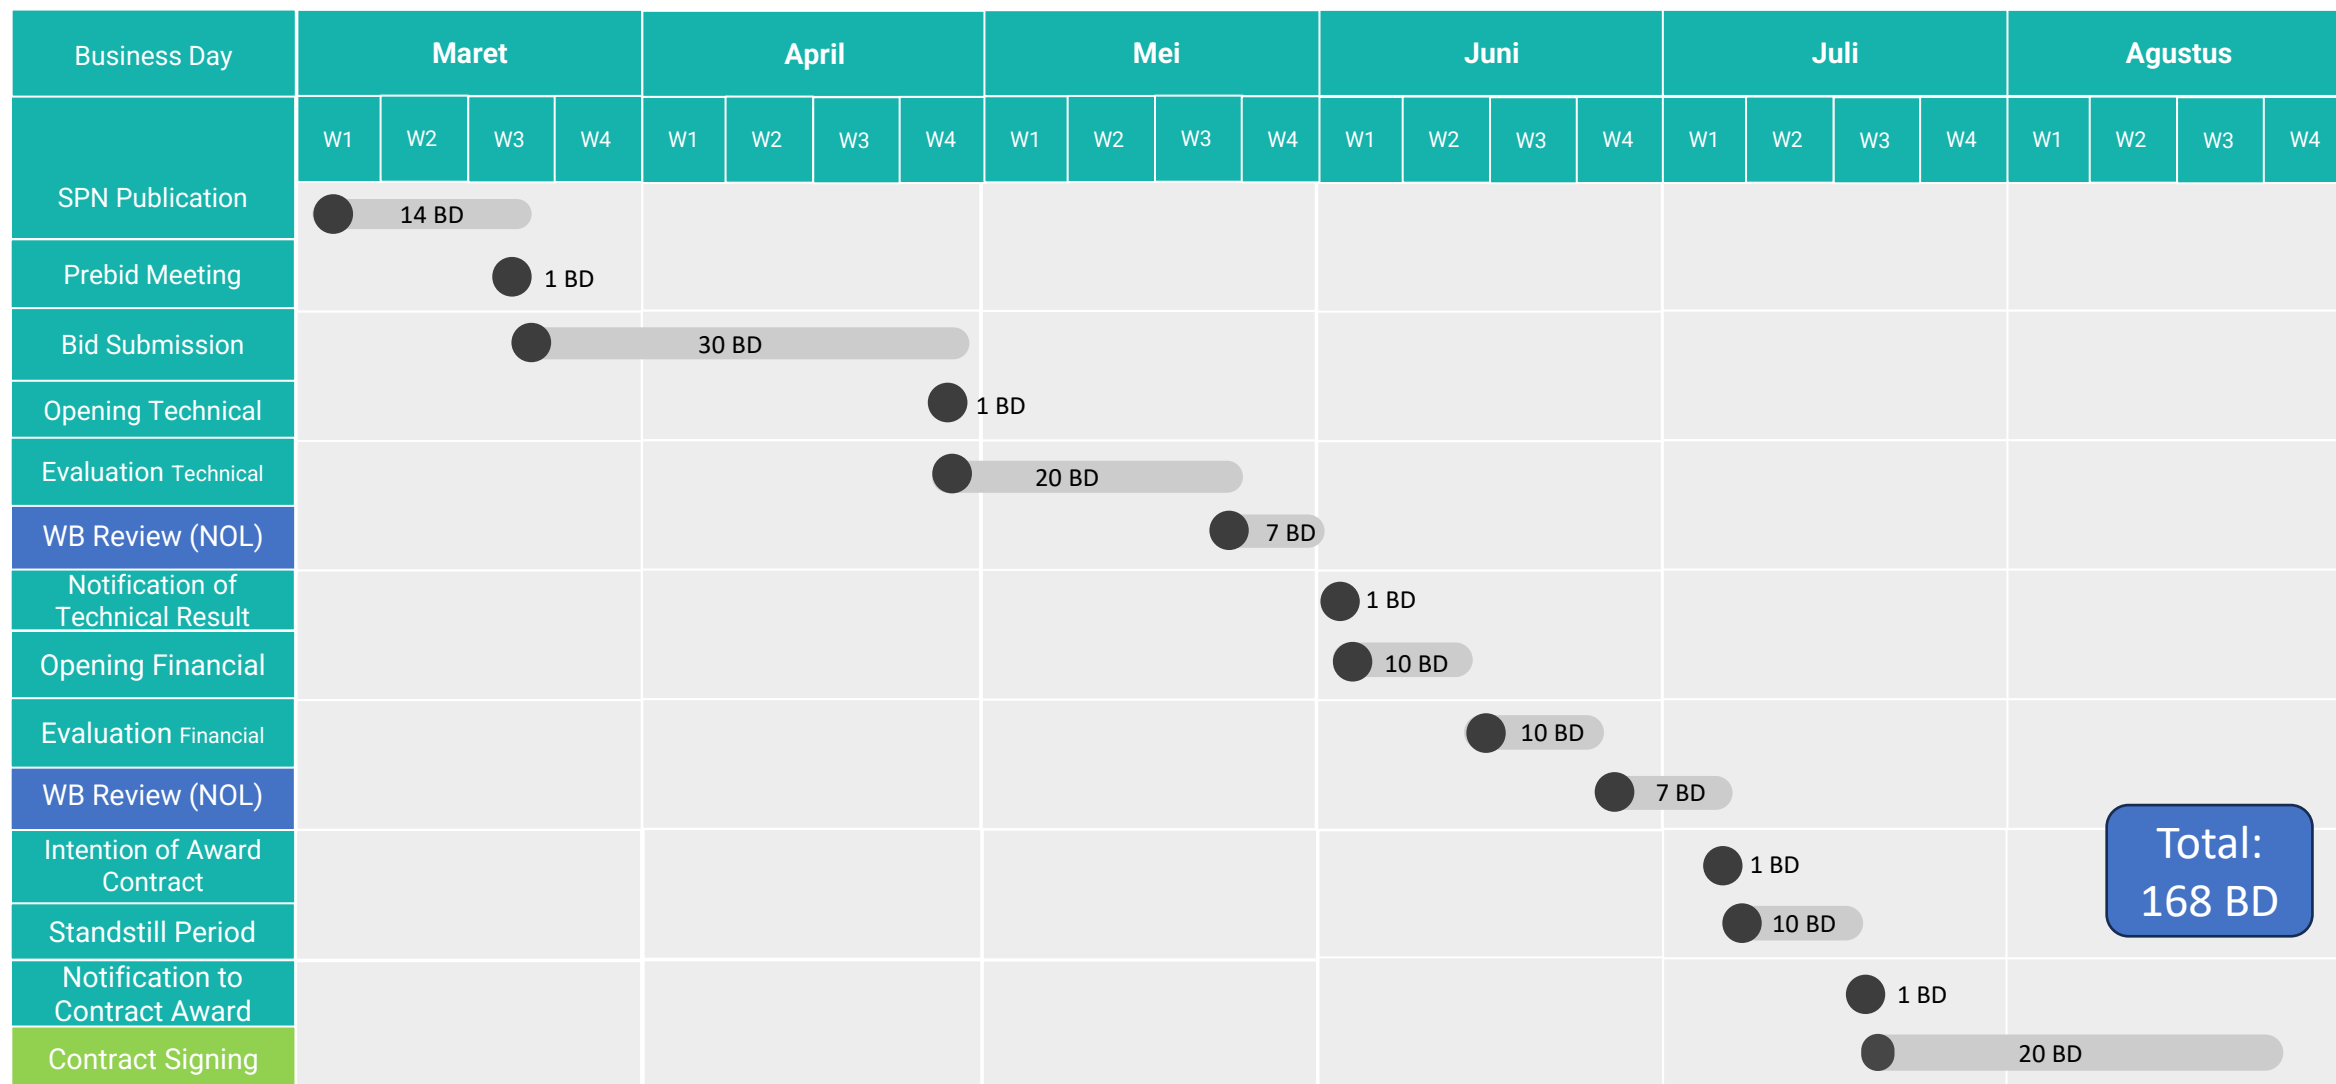 Business Day Maret April Mei Juni Juli Agustus
W1 W2 W3 W4 W1 W2 W3 W4 W1 W2 W3 W4 W1 W2 W3 W4 W1 W2 W3 W4 W1 W2 W3 W4
SPN Publication 14 BD
Prebid Meeting 1 BD
Bid Submission 30 BD
Opening Technical 1 BD
Evaluation Technical 20 BD
WB Review (NOL) 7 BD
Notification of
Technical Result 1 BD
Opening Financial 10 BD
Evaluation Financial 10 BD
WB Review (NOL) 7 BD
Intention of Award
Contract 1 BD
Standstill Period 10 BD
Notification to
Contract Award 1 BD
Contract Signing 20 BD
Total:
168 BD